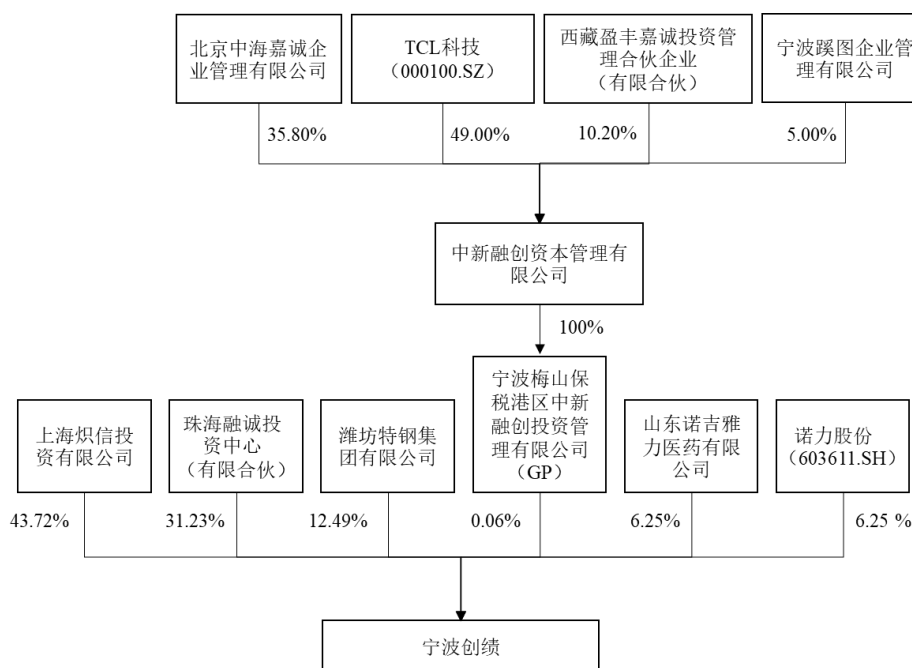 北京中海嘉诚企
业管理有限公司
TCL科技
（000100.SZ）
西藏盈丰嘉诚投资管
理合伙企业
（有限合伙）
宁波蹊图企业管
理有限公司
35.80%
49.00%
10.20%
5.00%
中新融创资本管理有
限公司
100%
上海炽信投
资有限公司
珠海融诚投
资中心
（有限合伙）
潍坊特钢集
团有限公司
宁波梅山保
税港区中新
融创投资管
理有限公司
（GP）
山东诺吉雅
力医药有限
公司
诺力股份
（603611.SH）
43.72%
31.23%
12.49%
0.06%
6.25%
6.25 %
宁波创绩